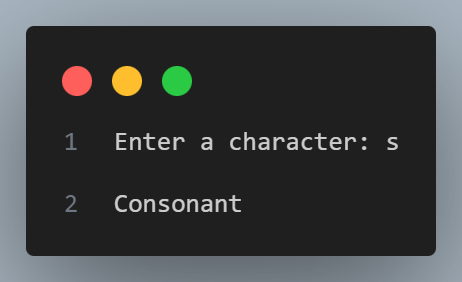 1 Enter a character: s
2 Consonant